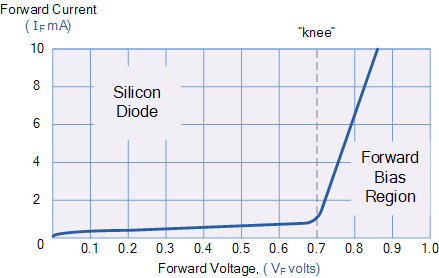 Forward Current
( IF mA)
"knee"
10
8
6
4
2
0
Silicon
Diode
Forward
Bias
Region
0.1 0.2 0.3 0.4 0.5 0.6 0.7 0.8 0.9 1.0
Forward Voltage, ( VF volts)